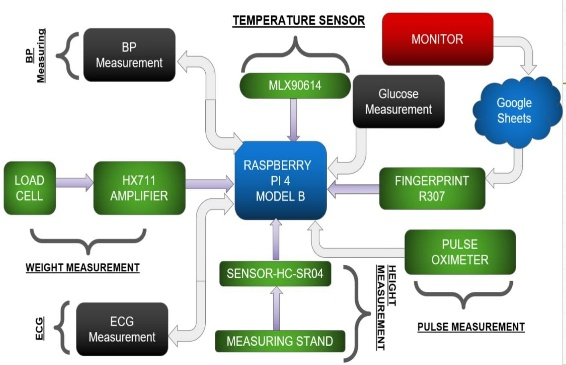 TEMPERATURE SENSOR
MONITOR
BP
Measuring
BP
Measurement
MLX90614
Glucose
Measurement
Google
Sheets
RASPBERRY
PI 4
MODEL B
LOAD
CELL
HX711
AMPLIFIER
FINGERPRINT
R307
WEIGHT MEASUREMENT
SENSOR-HC-SR04
HEIGHT
MEASUREMENT
PULSE
OXIMETER
ECG
ECG
Measurement
MEASURING STAND
PULSE MEASUREMENT